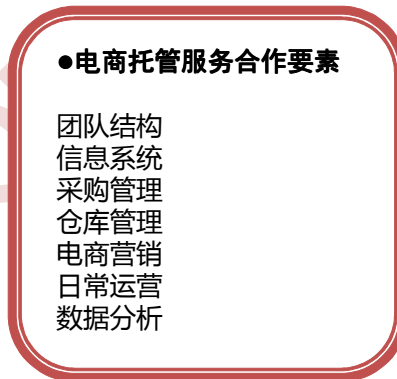 ●电商托管服务合作要素
团队结构
信息系统
采购管理
仓库管理
电商营销
日常运营
数据分析